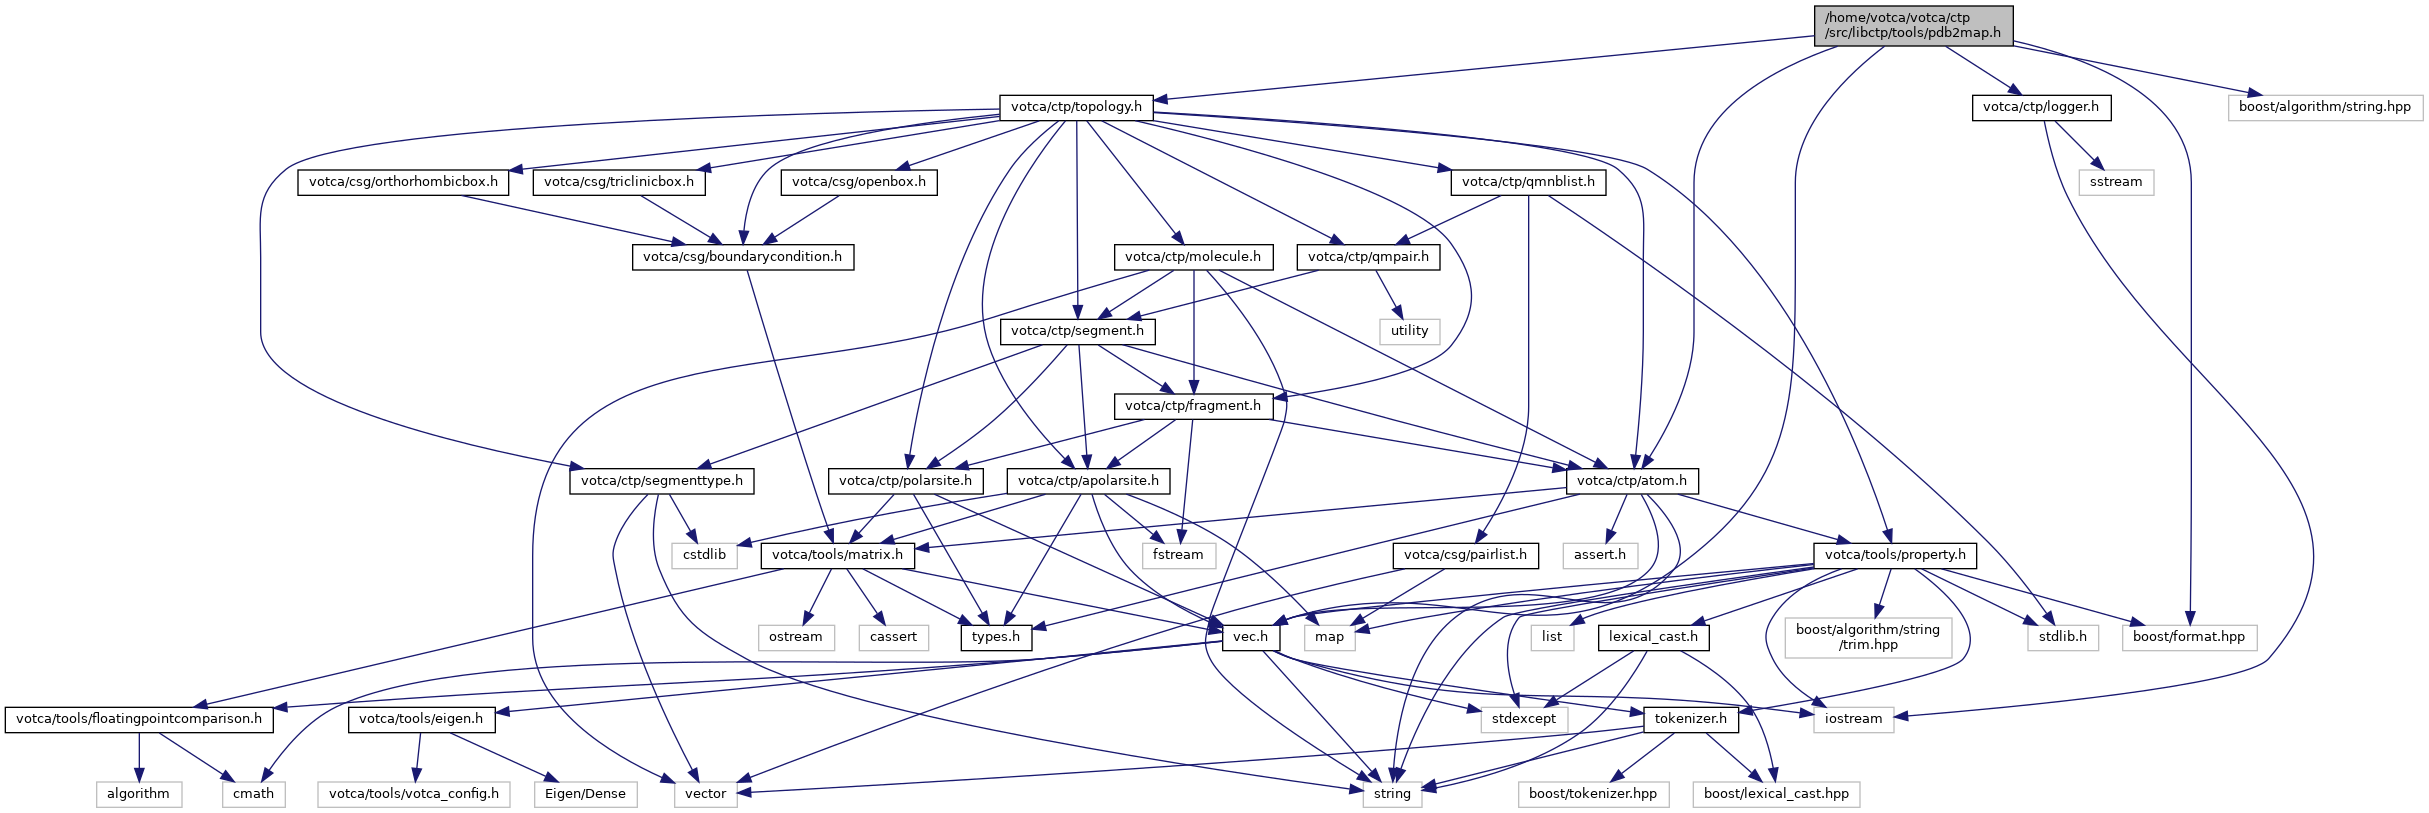 /home/votca/votca/ctp
/src/libctp/tools/pdb2map.h
votca/ctp/topology.h
votca/ctp/logger.h
boost/algorithm/string.hpp
votca/csg/orthorhombicbox.h
votca/csg/triclinicbox.h
votca/csg/openbox.h
votca/ctp/qmnblist.h
sstream
votca/csg/boundarycondition.h
votca/ctp/molecule.h
votca/ctp/qmpair.h
votca/ctp/segment.h
utility
votca/ctp/fragment.h
votca/ctp/segmenttype.h
votca/ctp/polarsite.h
votca/ctp/apolarsite.h
votca/ctp/atom.h
cstdlib
votca/tools/matrix.h
fstream
votca/csg/pairlist.h
assert.h
votca/tools/property.h
ostream
cassert
types.h
vec.h
map
list
lexical_cast.h
boost/algorithm/string
/trim.hpp
stdlib.h
boost/format.hpp
votca/tools/floatingpointcomparison.h
votca/tools/eigen.h
stdexcept
tokenizer.h
iostream
algorithm
cmath
votca/tools/votca_config.h
Eigen/Dense
vector
string
boost/tokenizer.hpp
boost/lexical_cast.hpp